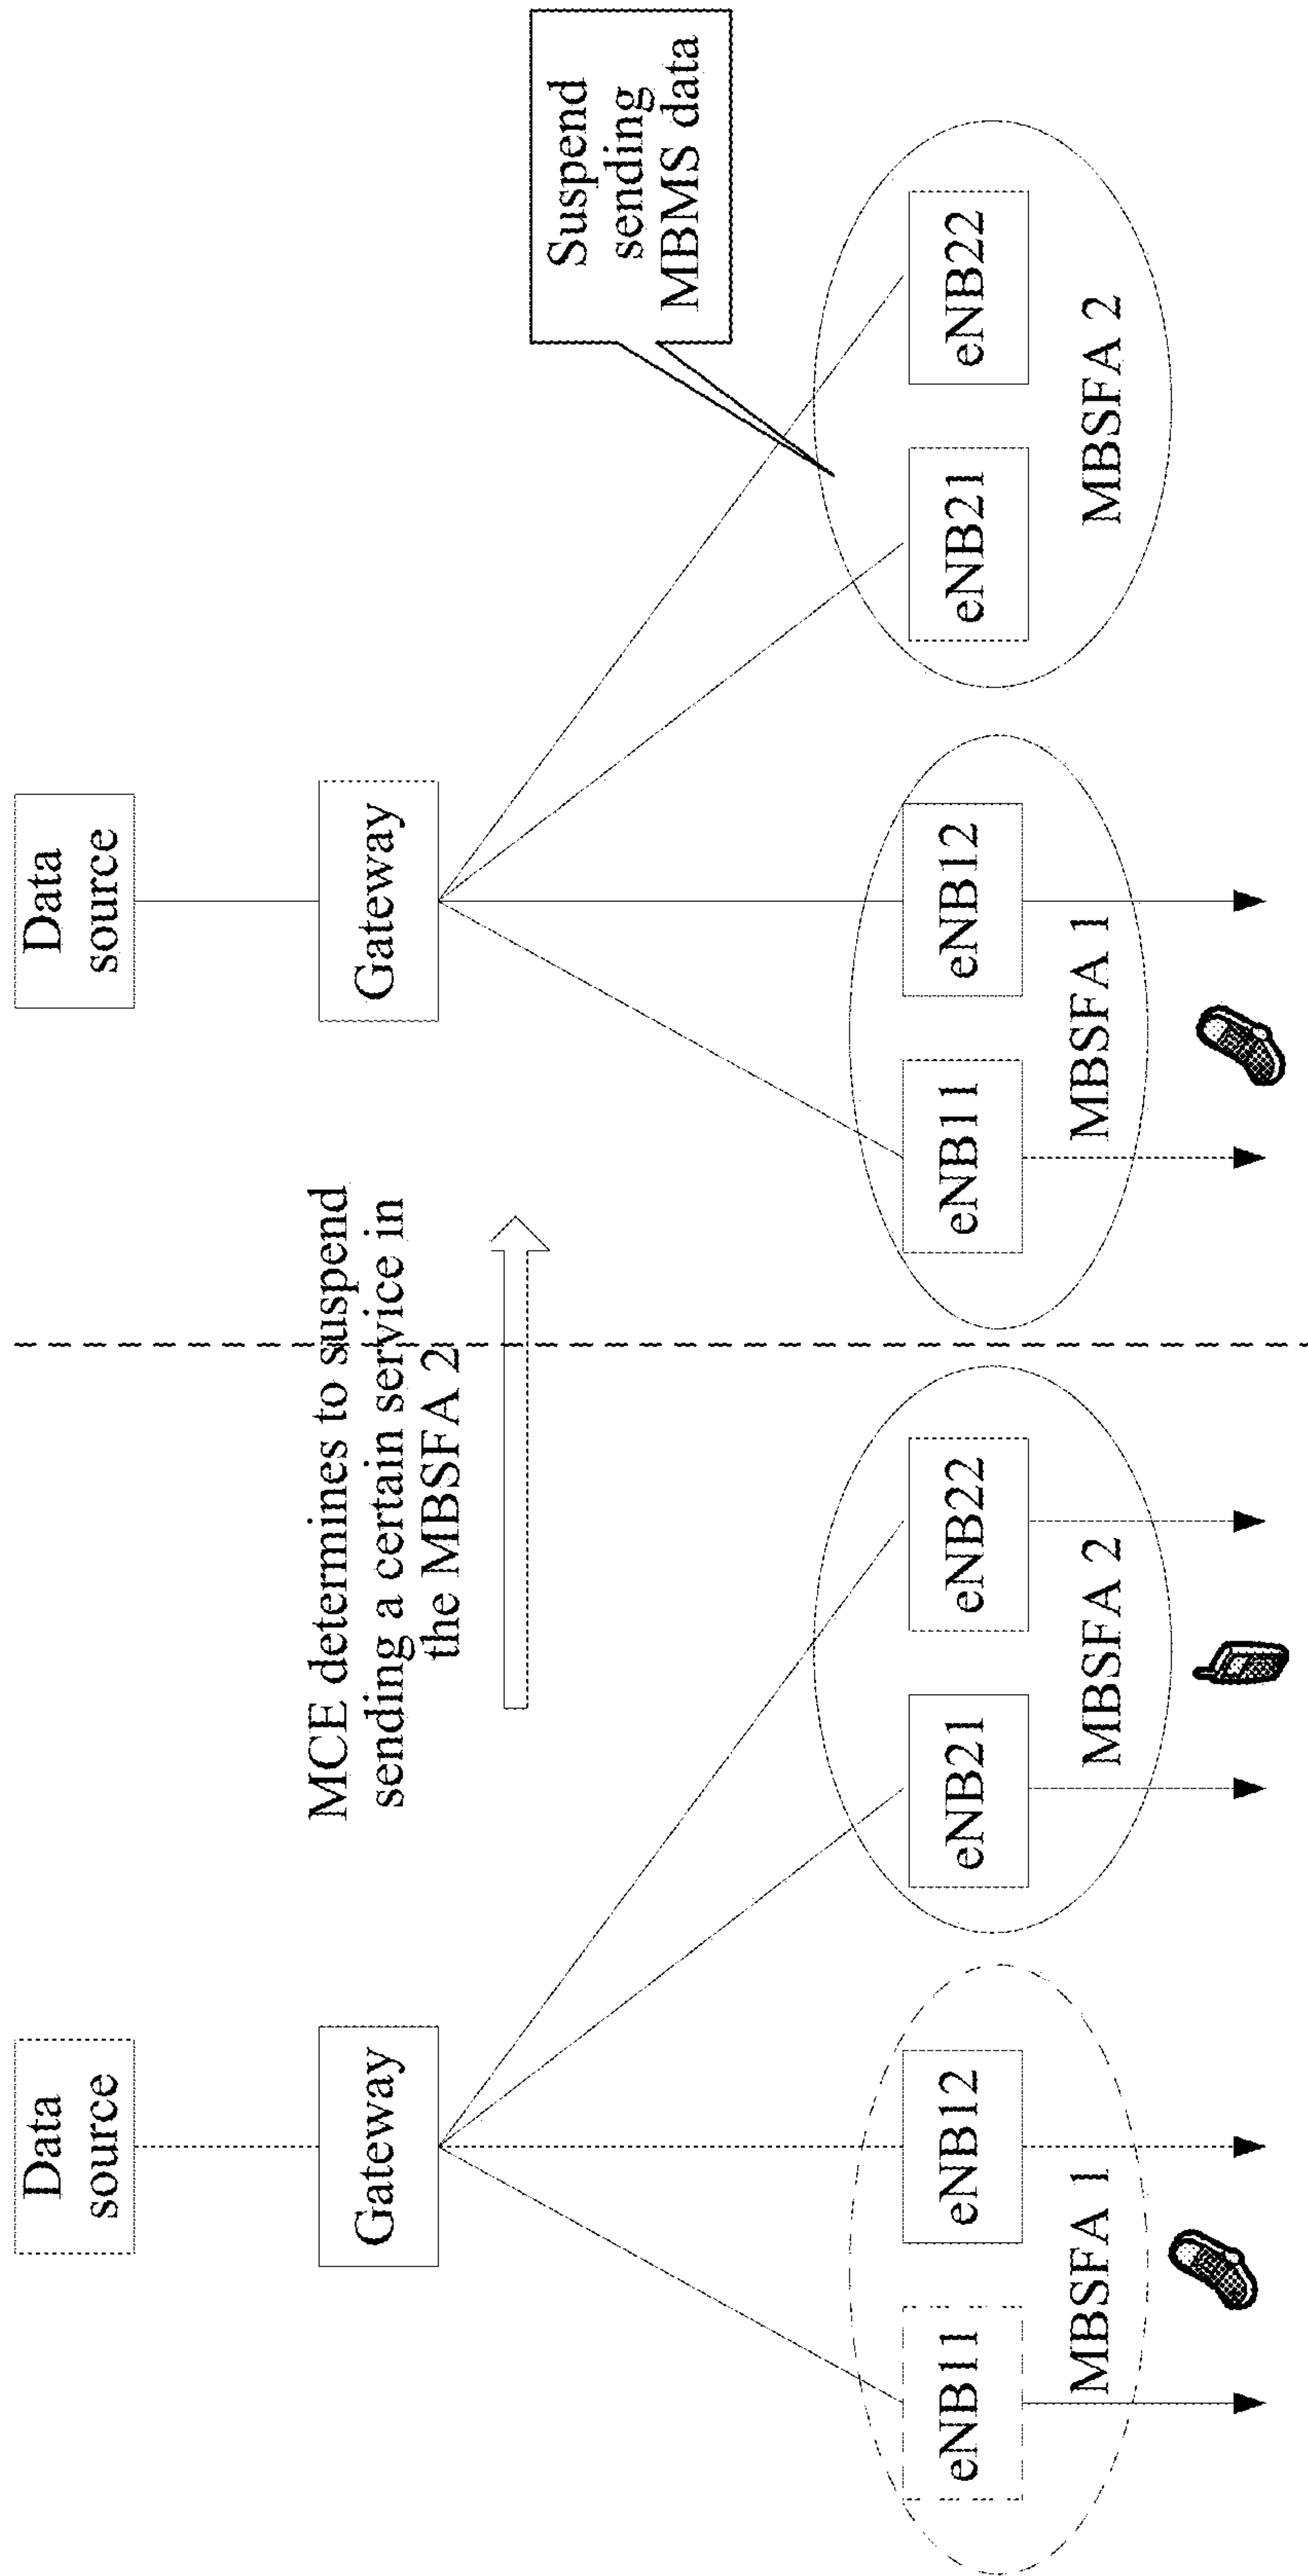 Data
source
Gateway
eNB11
eNB12
MBSFA 1
eNB21
eNB22
MBSFA 2
MCE determines to suspend
sending a certain service in
the MBSFA 2
Data
source
Gateway
eNB11
eNB12
MBSFA 1
eNB21
eNB22
MBSFA 2
Suspend
sending
MBMS data